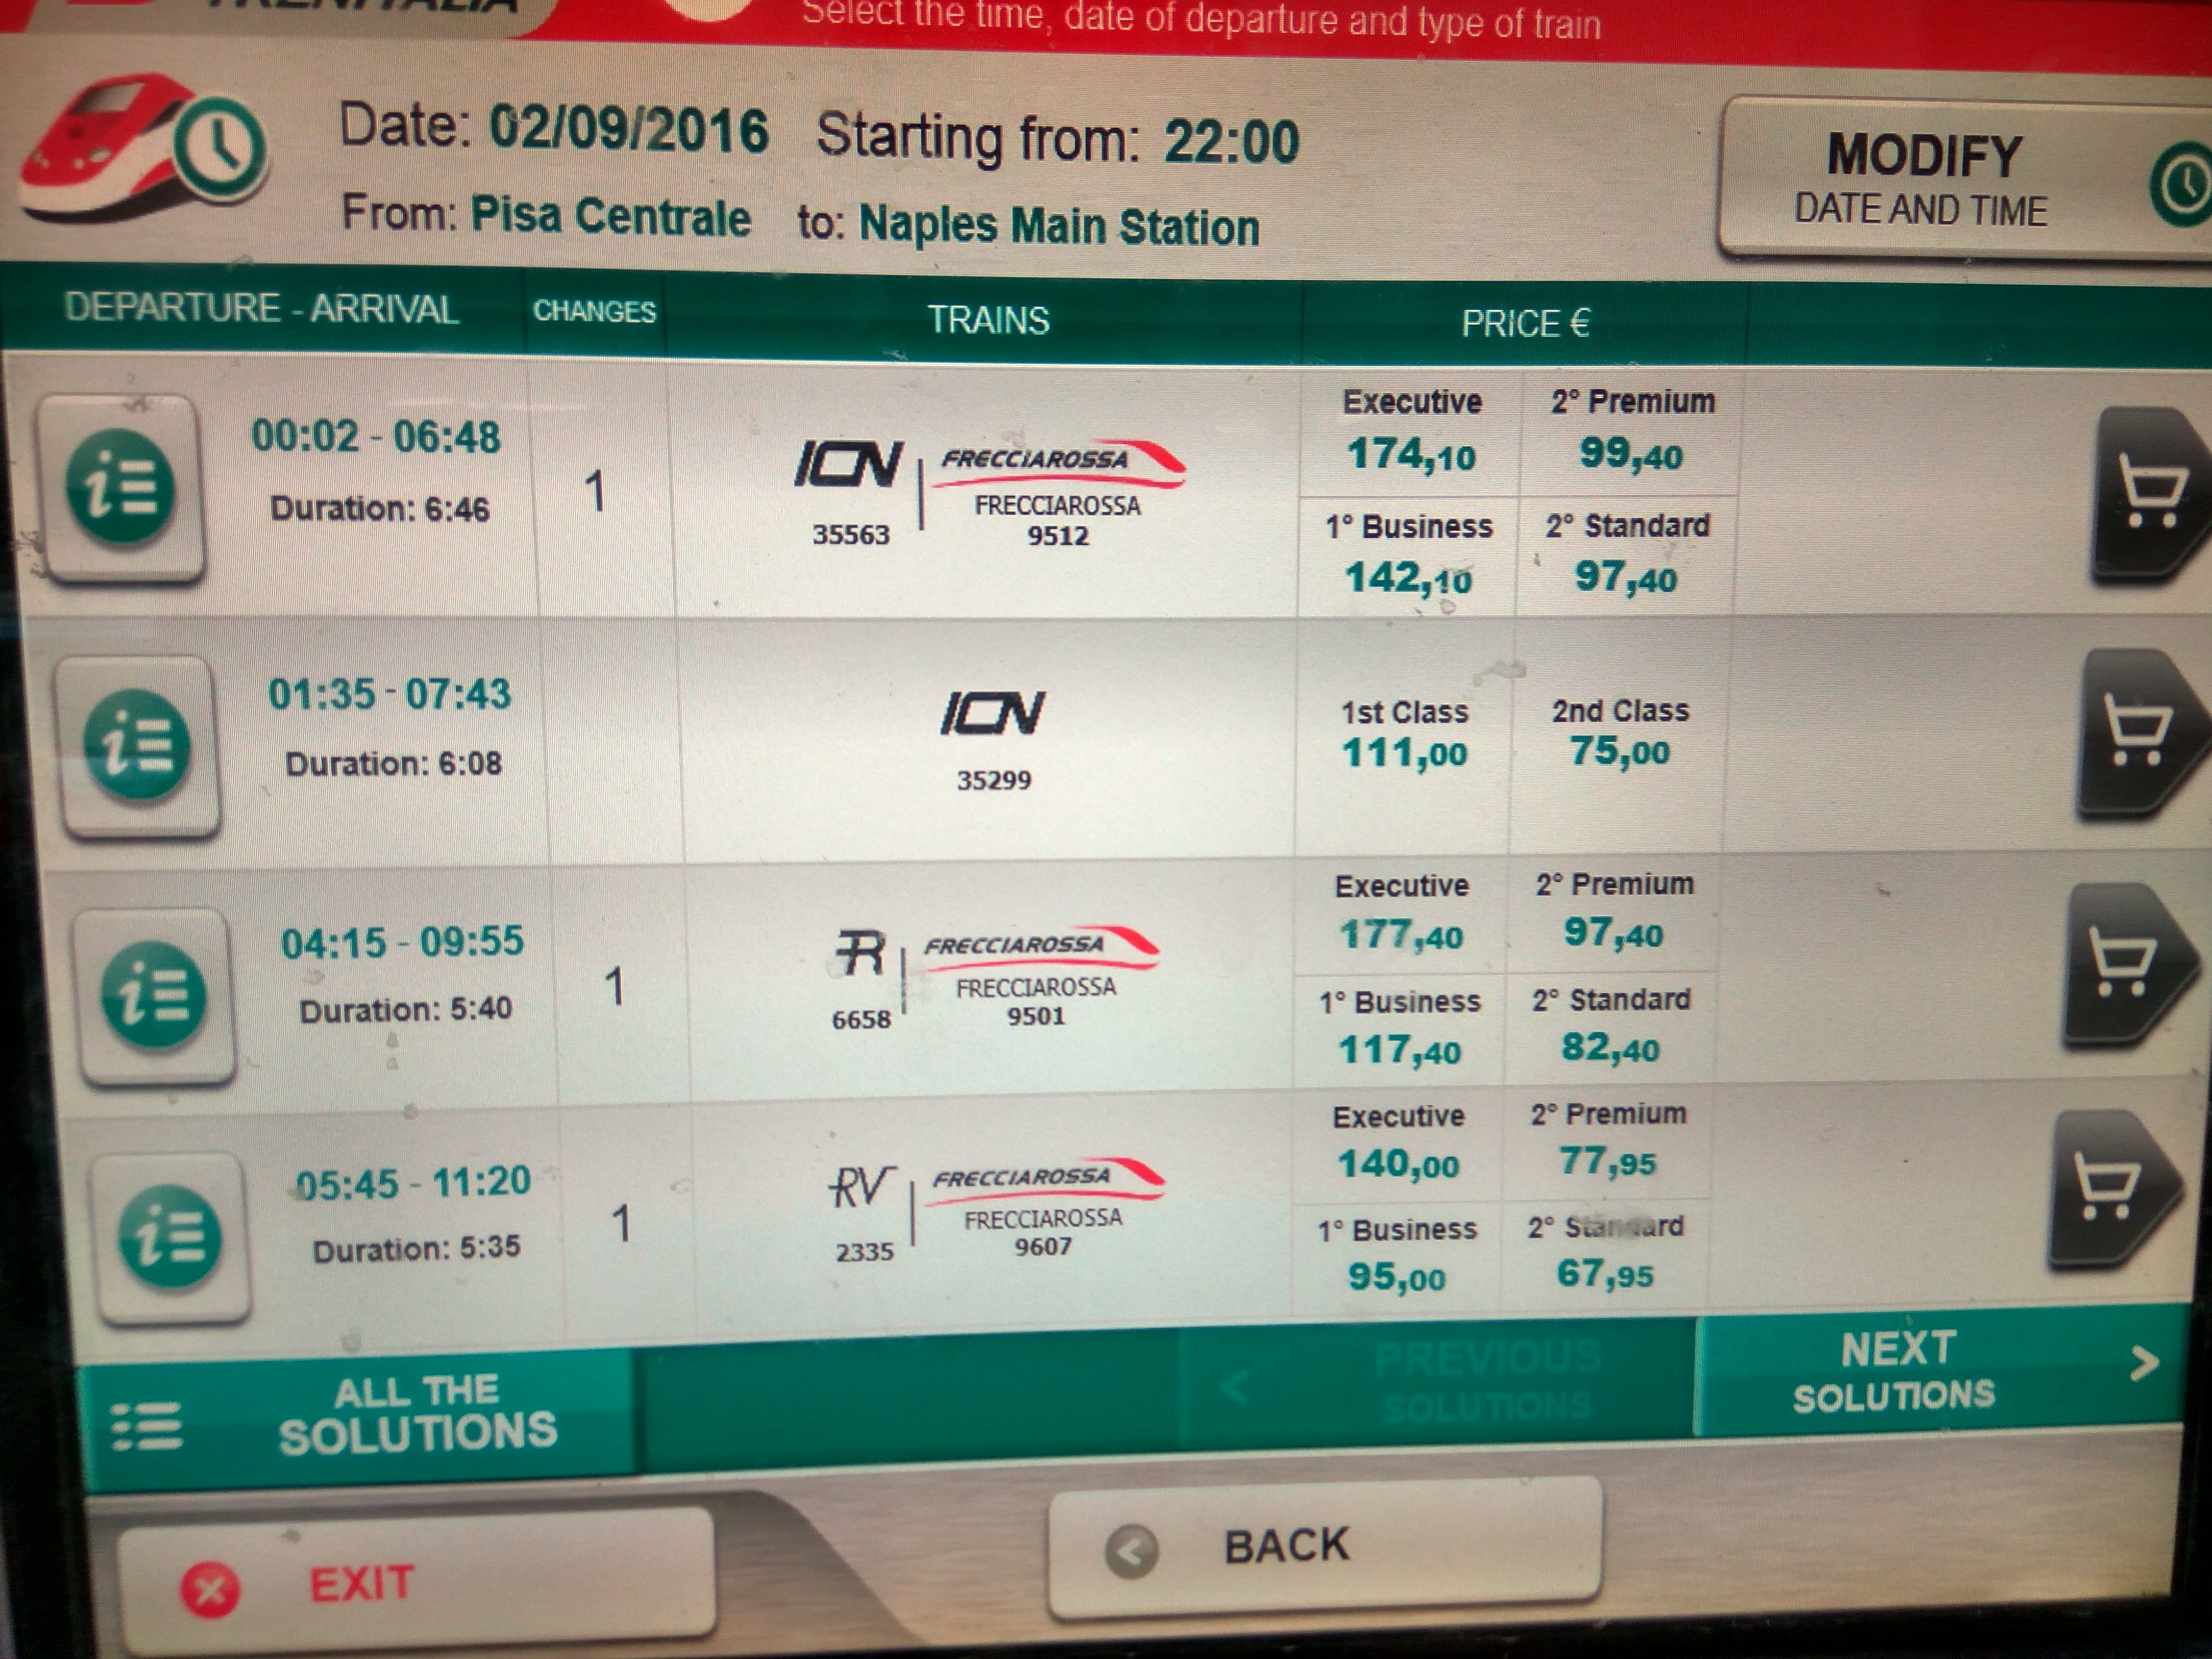 TRENITALIA
Select the time, date of departure and type of train
Date: 02/09/2016 Starting from: 22:00
From: Pisa Centrale to: Naples Main Station
MODIFY
DATE AND TIME
DEPARTURE - ARRIVAL CHANGES TRAINS PRICE €
00:02 - 06:48
Duration: 6:46
1
ICN
35563
FRECCIAROSSA
FRECCIAROSSA
9512
Executive 2° Premium
174,10 99,40
1° Business 2° Standard
142,10 97,40
01:35 - 07:43
Duration: 6:08
ICN
35299
1st Class 2nd Class
111,00 75,00
04:15 - 09:55
Duration: 5:40
1
R
6658
FRECCIAROSSA
FRECCIAROSSA
9501
Executive 2° Premium
177,40 97,40
1° Business 2° Standard
117,40 82,40
05:45 - 11:20
Duration: 5:35
1
RV
2335
FRECCIAROSSA
FRECCIAROSSA
9607
Executive 2° Premium
140,00 77,95
1° Business 2° Standard
95,00 67,95
ALL THE
SOLUTIONS
< PREVIOUS
SOLUTIONS
NEXT >
SOLUTIONS
EXIT
BACK